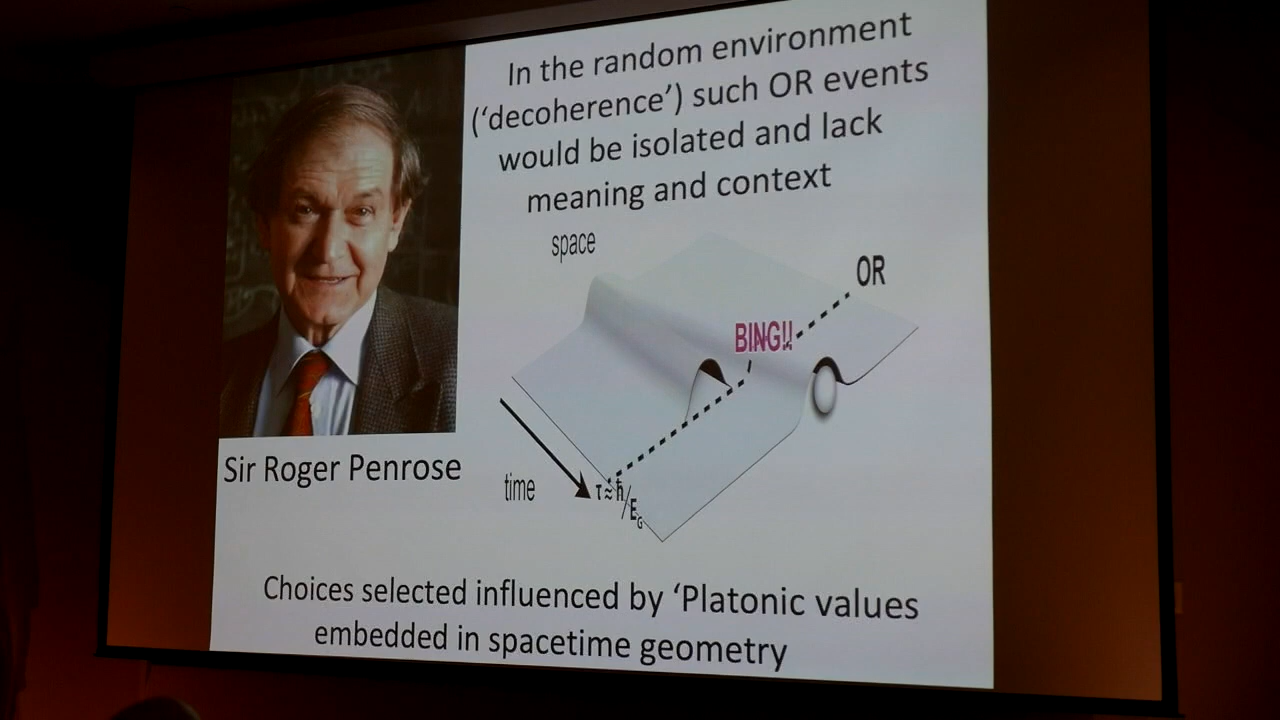 In the random environment
('decoherence') such OR events
would be isolated and lack
meaning and context
space
OR
BING!!
time
τ≈ħ/E_G
Sir Roger Penrose
Choices selected influenced by 'Platonic values
embedded in spacetime geometry